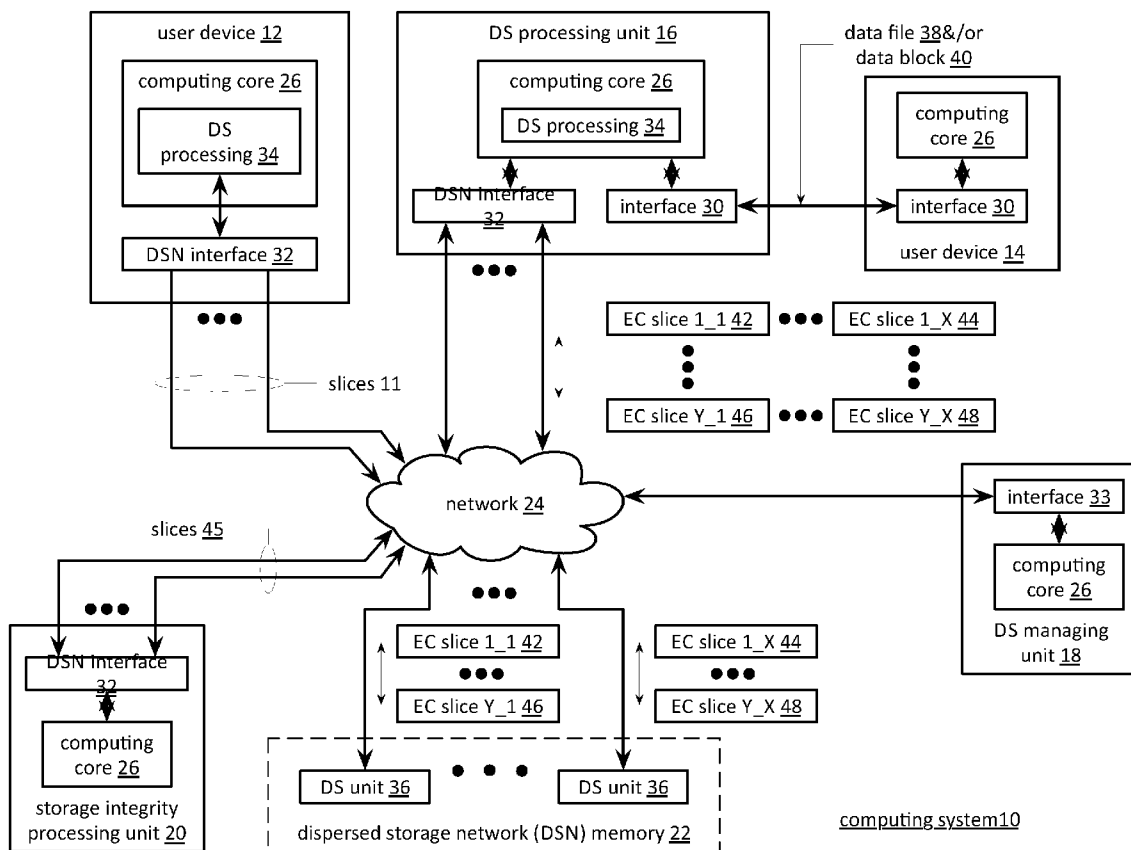 user device 12
computing core 26
DS
processing 34
DSN interface 32
DS processing unit 16
computing core 26
DS processing 34
DSN Interface
32
interface 30
data file 38&/or
data block 40
computing
core 26
interface 30
user device 14
EC slice 1_1 42
EC slice 1_X 44
EC slice Y_1 46
EC slice Y_X 48
slices 11
network 24
slices 45
interface 33
computing
core 26
DS managing
unit 18
DSN Interface
32
computing
core 26
storage integrity
processing unit 20
EC slice 1_1 42
EC slice 1_X 44
EC slice Y_1 46
EC slice Y_X 48
DS unit 36
DS unit 36
dispersed storage network (DSN) memory 22
computing system10